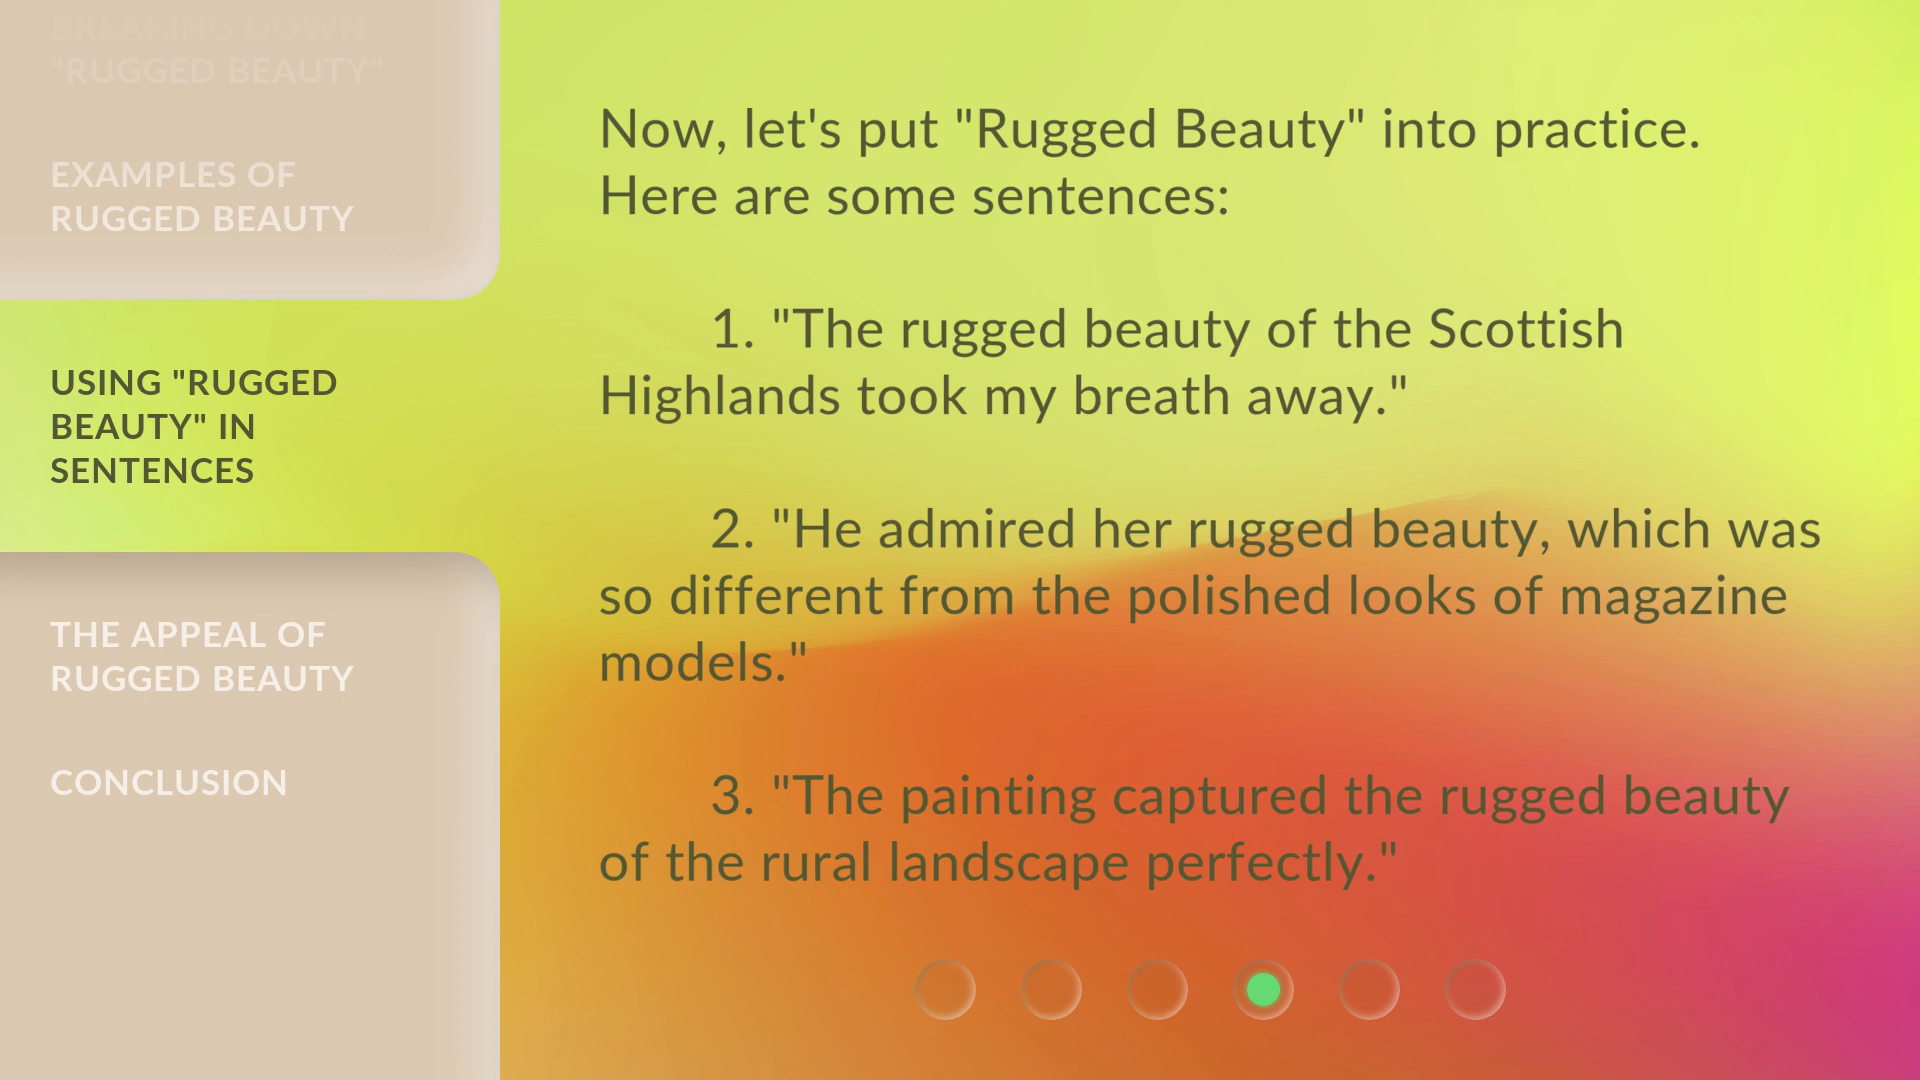 BREAKING DOWN
"RUGGED BEAUTY"
EXAMPLES OF
RUGGED BEAUTY
USING "RUGGED
BEAUTY" IN
SENTENCES
THE APPEAL OF
RUGGED BEAUTY
CONCLUSION
Now, let's put "Rugged Beauty" into practice.
Here are some sentences:
1. "The rugged beauty of the Scottish
Highlands took my breath away."
2. "He admired her rugged beauty, which was
so different from the polished looks of magazine
models."
3. "The painting captured the rugged beauty
of the rural landscape perfectly."